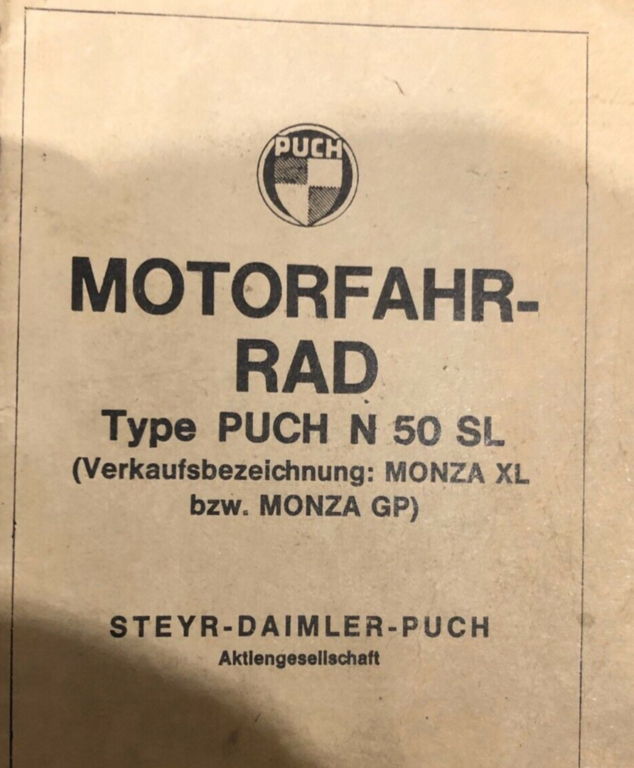 PUCH
MOTORFAHR-
RAD
Type PUCH N 50 SL
(Verkaufsbezeichnung: MONZA XL
bzw. MONZA GP)
STEYR-DAIMLER-PUCH
Aktiengesellschaft